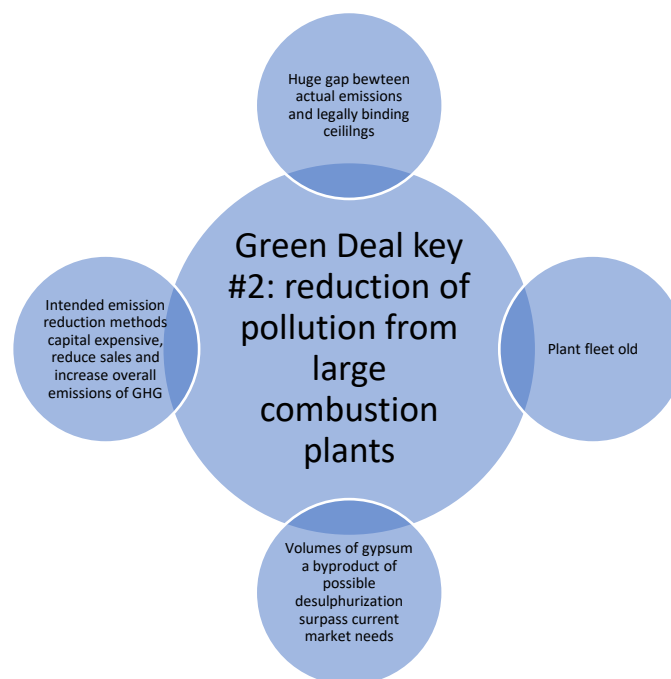 Huge gap bewteen
actual emissions
and legally binding
ceililngs
Green Deal key
#2: reduction of
pollution from
large
combustion
plants
Intended emission
reduction methods
capital expensive,
reduce sales and
increase overall
emissions of GHG
Plant fleet old
Volumes of gypsum
a byproduct of
possible
desulphurization
surpass current
market needs